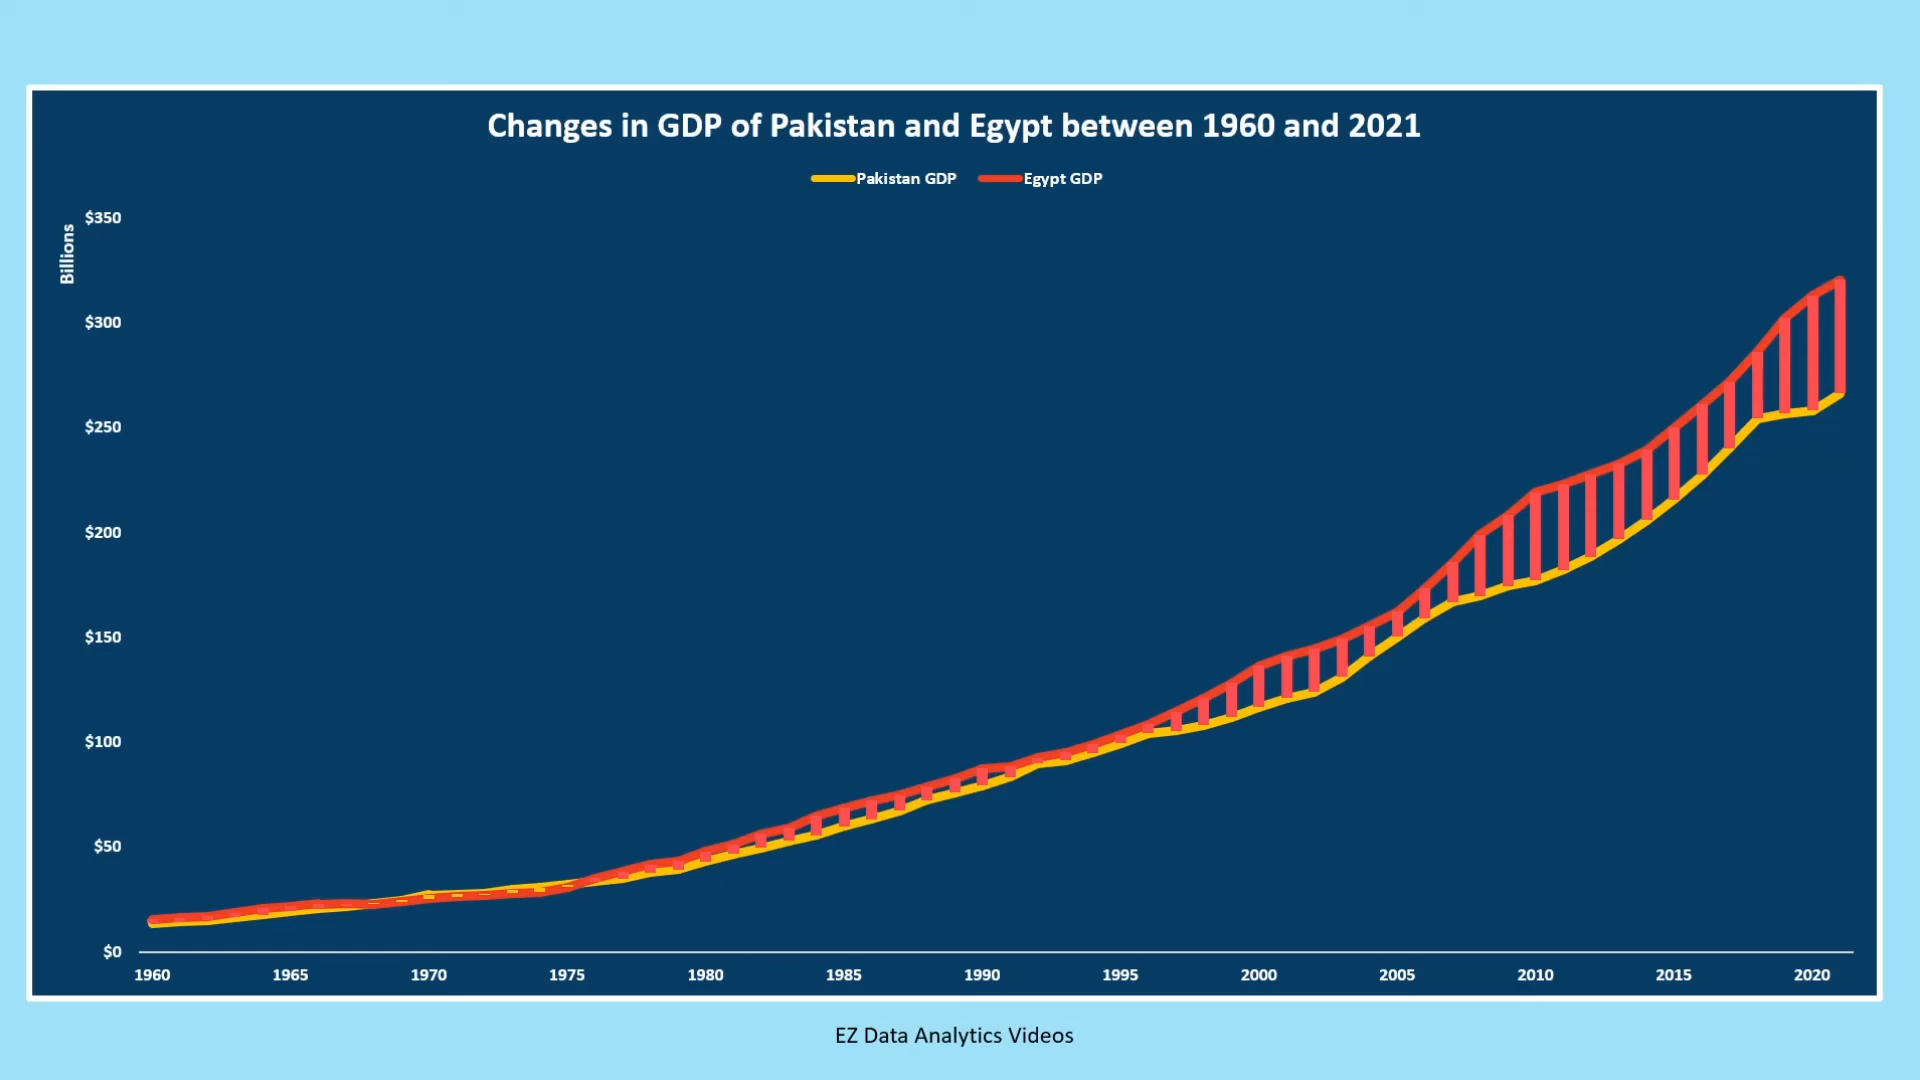 Changes in GDP of Pakistan and Egypt between 1960 and 2021
Pakistan GDP Egypt GDP
Billions
$350
$300
$250
$200
$150
$100
$50
$0
1960 1965 1970 1975 1980 1985 1990 1995 2000 2005 2010 2015 2020
EZ Data Analytics Videos